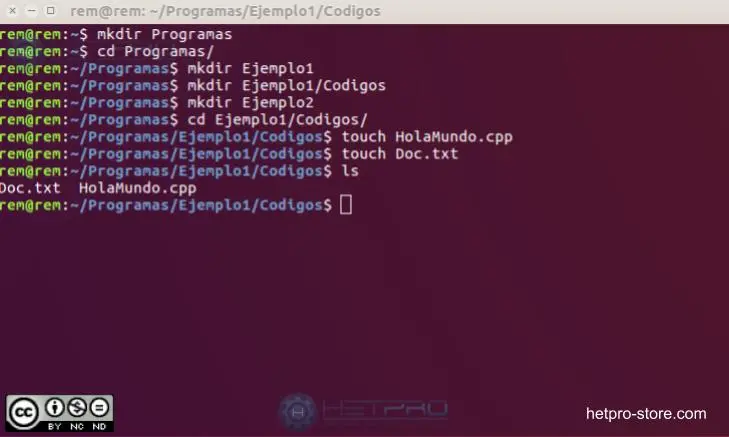 rem@rem: ~/Programas/Ejemplo1/Codigos
rem@rem:~$ mkdir Programas
rem@rem:~$ cd Programas/
rem@rem:~/Programas$ mkdir Ejemplo1
rem@rem:~/Programas$ mkdir Ejemplo1/Codigos
rem@rem:~/Programas$ mkdir Ejemplo2
rem@rem:~/Programas$ cd Ejemplo1/Codigos/
rem@rem:~/Programas/Ejemplo1/Codigos$ touch HolaMundo.cpp
rem@rem:~/Programas/Ejemplo1/Codigos$ touch Doc.txt
rem@rem:~/Programas/Ejemplo1/Codigos$ ls
Doc.txt  HolaMundo.cpp
rem@rem:~/Programas/Ejemplo1/Codigos$
cc
BY NC ND
HETPRO
hetpro-store.com